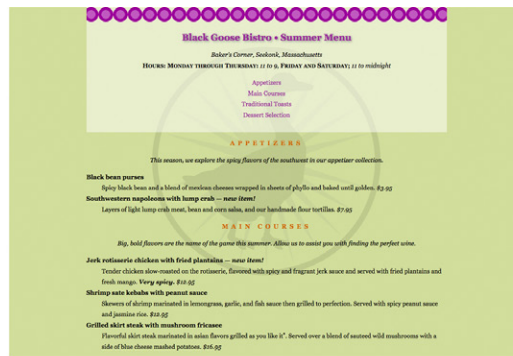 Black Goose Bistro • Summer Menu
Baker's Corner, Seekonk, Massachusetts
Hours: Monday through Thursday: 11 to 9, Friday and Saturday; 11 to midnight
Appetizers
Main Courses
Traditional Toasts
Dessert Selection
APPETIZERS
This season, we explore the spicy flavors of the southwest in our appetizer collection.
Black bean purses
Spicy black bean and a blend of mexican cheeses wrapped in sheets of phyllo and baked until golden. $3.95
Southwestern napoleons with lump crab — new item!
Layers of light lump crab meat, bean and corn salsa, and our handmade flour tortillas. $7.95
MAIN COURSES
Big, bold flavors are the name of the game this summer. Allow us to assist you with finding the perfect wine.
Jerk rotisserie chicken with fried plantains — new item!
Tender chicken slow-roasted on the rotisserie, flavored with spicy and fragrant jerk sauce and served with fried plantains and
fresh mango. Very spicy. $12.95
Shrimp sate kebabs with peanut sauce
Skewers of shrimp marinated in lemongrass, garlic, and fish sauce then grilled to perfection. Served with spicy peanut sauce
and jasmine rice. $12.95
Grilled skirt steak with mushroom fricasee
Flavorful skirt steak marinated in asian flavors grilled as you like it*. Served over a blend of sauteed wild mushrooms with a
side of blue cheese mashed potatoes. $16.95